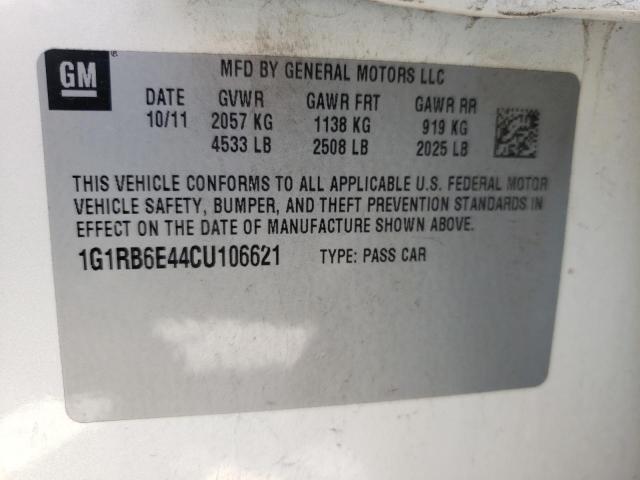 GM
MFD BY GENERAL MOTORS LLC
DATE GVWR GAWR FRT GAWR RR
10/11 2057 KG 1138 KG 919 KG
4533 LB 2508 LB 2025 LB
THIS VEHICLE CONFORMS TO ALL APPLICABLE U.S. FEDERAL MOTOR
VEHICLE SAFETY, BUMPER, AND THEFT PREVENTION STANDARDS IN
EFFECT ON THE DATE OF MANUFACTURE SHOWN ABOVE.
1G1RB6E44CU106621 TYPE: PASS CAR